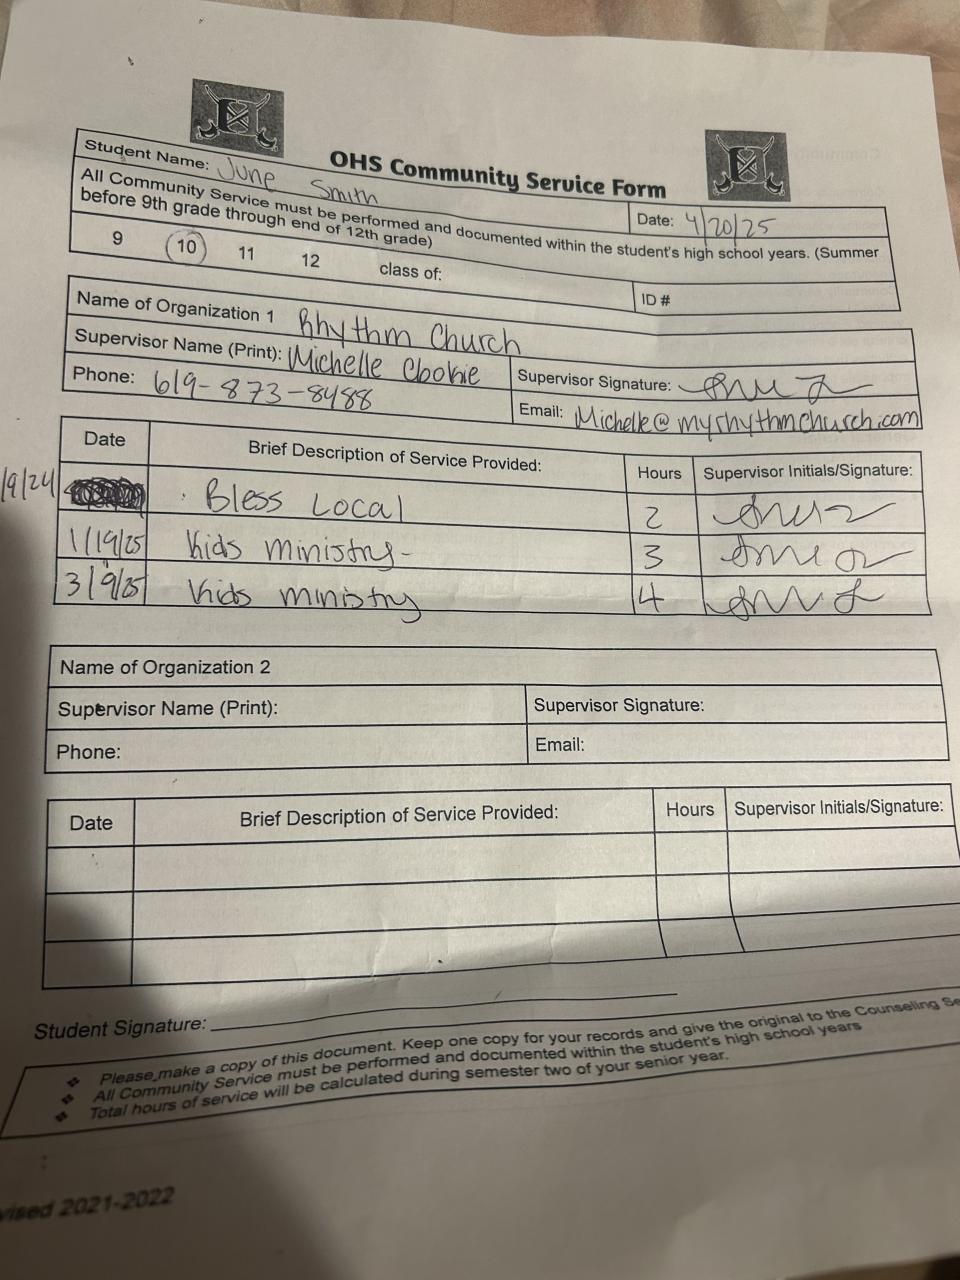 OHS Community Service Form
Student Name: June Smith
Date: 4/20/25
All Community Service must be performed and documented within the student's high school years. (Summer
before 9th grade through end of 12th grade)
9 10 11 12 class of:
ID #
Name of Organization 1 Rhythm Church
Supervisor Name (Print): Michelle
Supervisor Signature:
Phone: 619-873-8488
Email: Michelle@myrhythmchurch.com
Date Brief Description of Service Provided: Hours Supervisor Initials/Signature:
/9/24 Bless Local 2
1/19/25 Kids ministry- 3
3/9/25 Kids ministry 4
Name of Organization 2
Supervisor Name (Print):
Supervisor Signature:
Phone:
Email:
Date Brief Description of Service Provided: Hours Supervisor Initials/Signature:
Student Signature:
Please make a copy of this document. Keep one copy for your records and give the original to the Counseling Se
All Community Service must be performed and documented within the student's high school years
Total hours of service will be calculated during semester two of your senior year.
vised 2021-2022